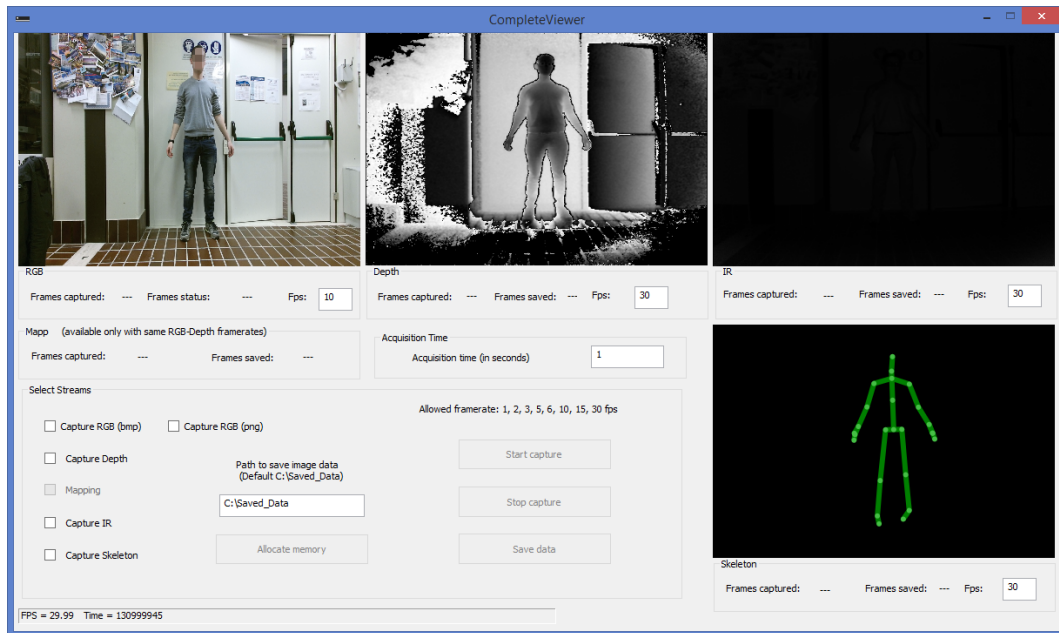 CompleteViewer
RGB
Frames captured: --- Frames status: --- Fps: 10
Depth
Frames captured: --- Frames saved: --- Fps: 30
IR
Frames captured: --- Frames saved: --- Fps: 30
Mapp (available only with same RGB-Depth framerates)
Frames captured: --- Frames saved: ---
Acquisition Time
Acquisition time (in seconds) 1
Select Streams
Allowed framerate: 1, 2, 3, 5, 6, 10, 15, 30 fps
Capture RGB (bmp) Capture RGB (png)
Capture Depth
Mapping
Capture IR
Capture Skeleton
Path to save image data
(Default C:\Saved_Data)
C:\Saved_Data
Allocate memory
Start capture
Stop capture
Save data
Skeleton
Frames captured: --- Frames saved: --- Fps: 30
FPS = 29.99 Time = 130999945